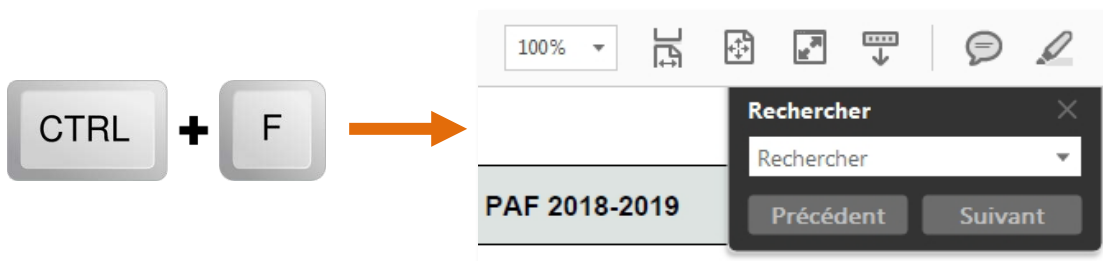 100%
CTRL + F
Rechercher
Rechercher
Précédent Suivant
PAF 2018-2019